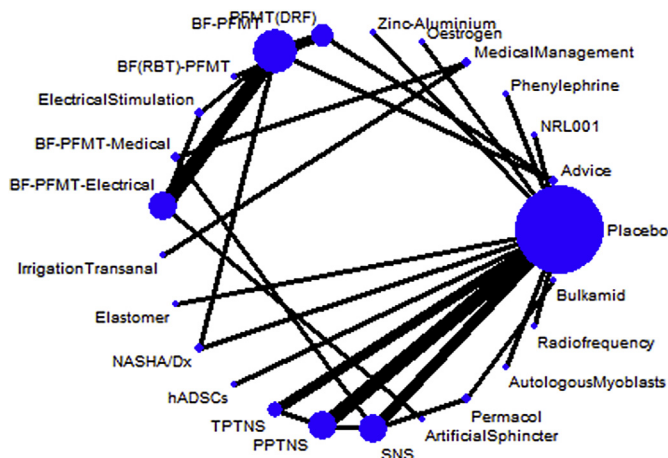 Zinc-Aluminium
BF-PFMT
PFMT(DRF)
Oestrogen
MedicalManagement
BF(RBT)-PFMT
Phenylephrine
ElectricalStimulation
NRL001
BF-PFMT-Medical
Advice
BF-PFMT-Electrical
Placebo
IrrigationTransanal
Bulkamid
Elastomer
Radiofrequency
NASHA/Dx
AutologousMyoblasts
hADSCs
Permacol
TPTNS
ArtificialSphincter
PPTNS
SNS